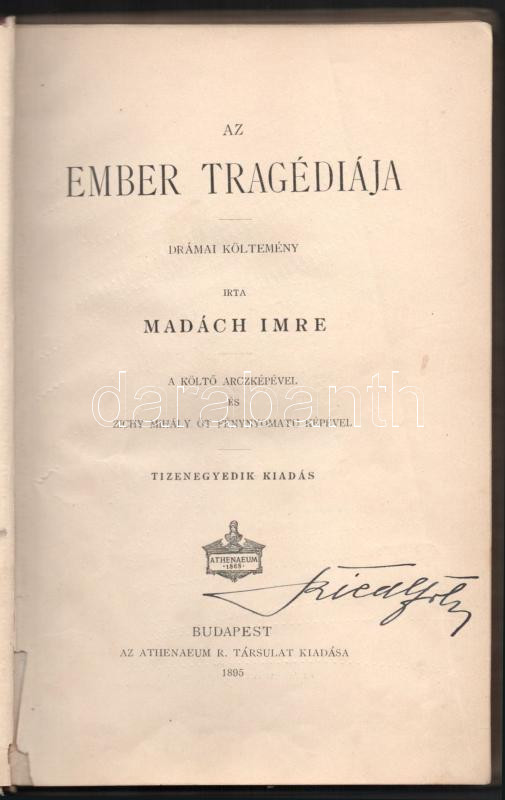 AZ
EMBER TRAGÉDIÁJA
DRÁMAI KÖLTEMÉNY
IRTA
MADÁCH IMRE
A KÖLTŐ ARCZKÉPÉVEL
ÉS
ZICHY MIHÁLY ÖT FÉNYNYOMATÚ KÉPÉVEL
darabanth
TIZENEGYEDIK KIADÁS
ATHENAEUM
1868
BUDAPEST
AZ ATHENAEUM R. TÁRSULAT KIADÁSA
1895